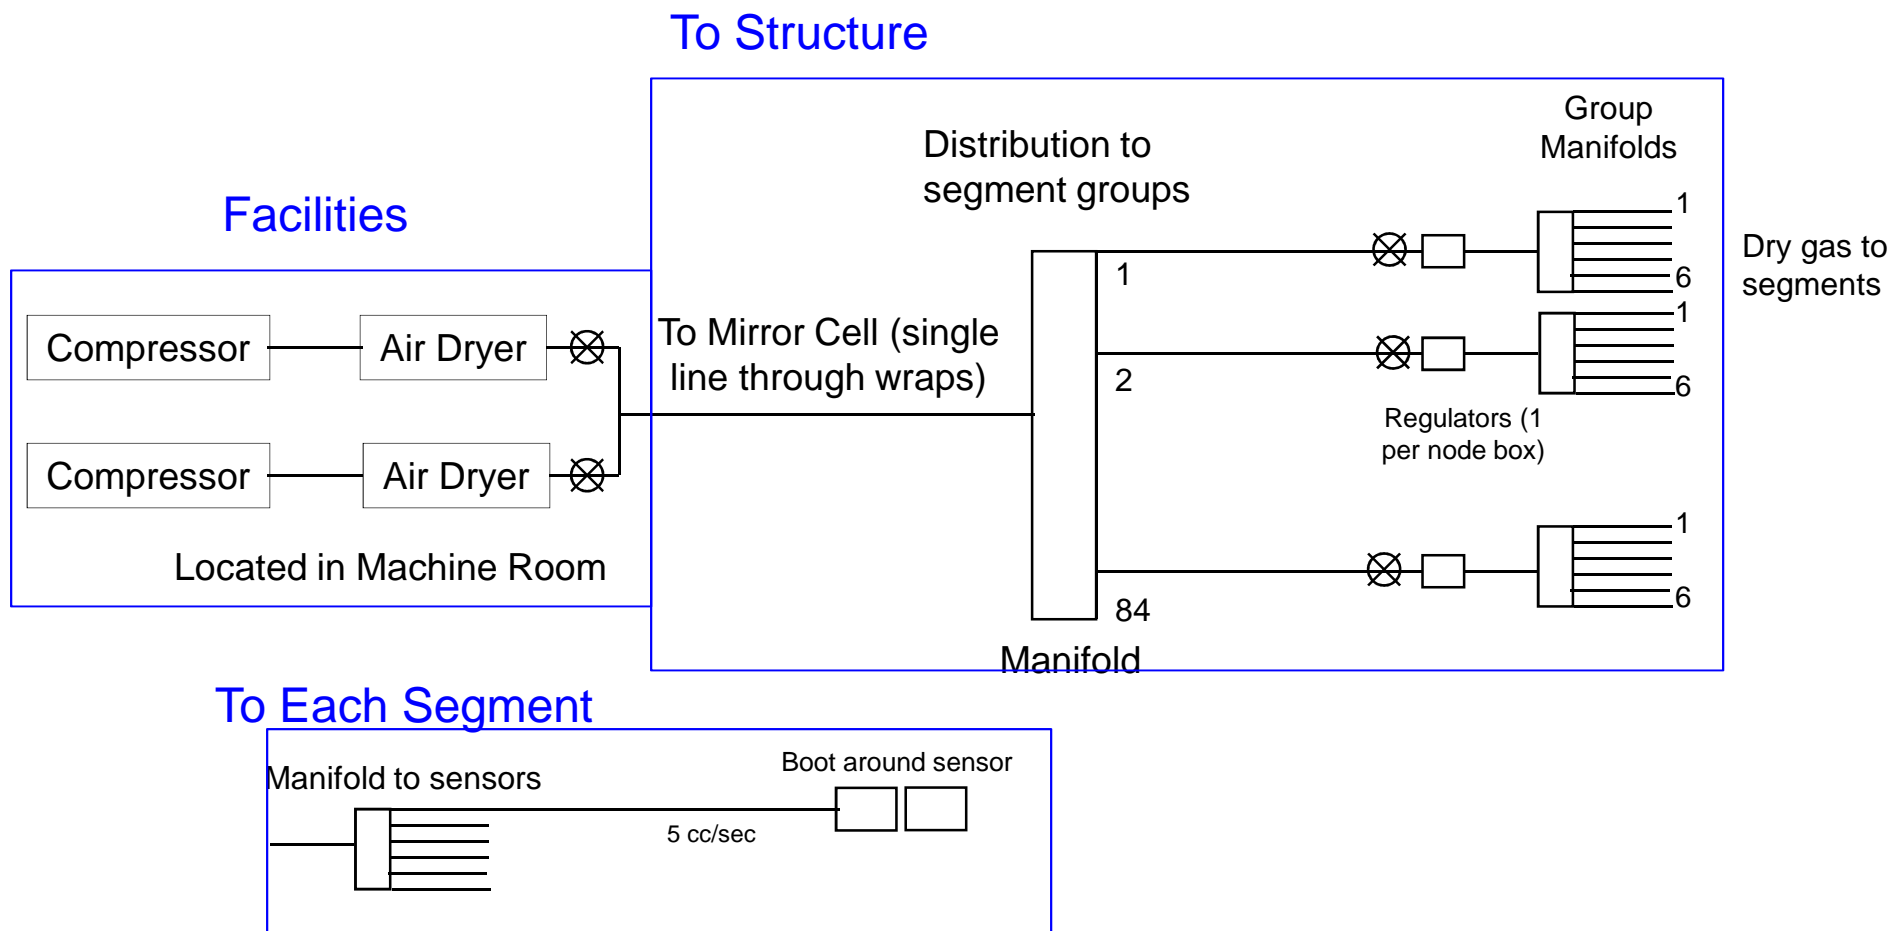 To Structure
Group
Manifolds
Distribution to
segment groups
Facilities
1
Dry gas to
segments
1
6
1
Compressor
Air Dryer
To Mirror Cell (single
line through wraps)
2
6
Regulators (1
per node box)
Compressor
Air Dryer
1
Located in Machine Room
84
6
Manifold
To Each Segment
Manifold to sensors
Boot around sensor
5 cc/sec